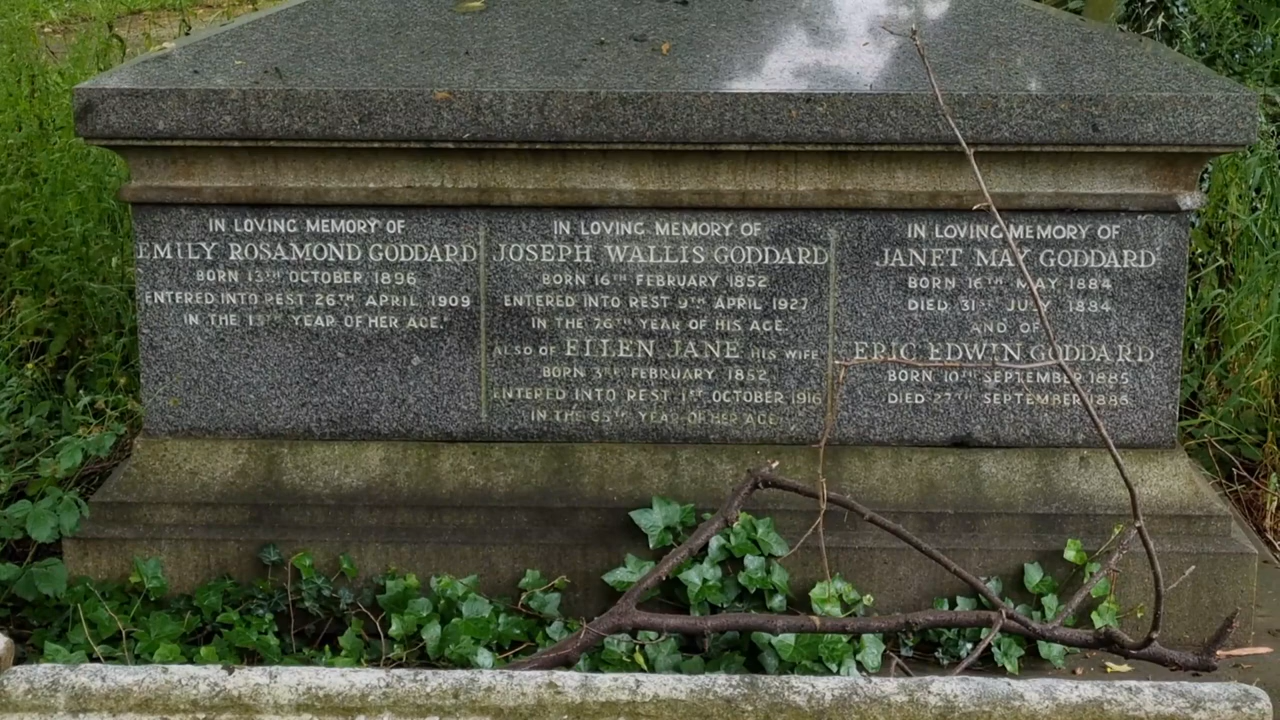 IN LOVING MEMORY OF
EMILY ROSAMOND GODDARD
BORN 13TH OCTOBER 1896
ENTERED INTO REST 26TH APRIL 1909
IN THE 13TH YEAR OF HER AGE.
IN LOVING MEMORY OF
JOSEPH WALLIS GODDARD
BORN 16TH FEBRUARY 1852
ENTERED INTO REST 9TH APRIL 1927
IN THE 76TH YEAR OF HIS AGE.
ALSO OF ELLEN JANE HIS WIFE
BORN 3RD FEBRUARY 1852
ENTERED INTO REST 1ST OCTOBER 1916
IN THE 65TH YEAR OF HER AGE.
IN LOVING MEMORY OF
JANET MAY GODDARD
BORN 16TH MAY 1884
DIED 31ST JULY 1884
AND OF
ERIC EDWIN GODDARD
BORN 10TH SEPTEMBER 1885
DIED 27TH SEPTEMBER 1885